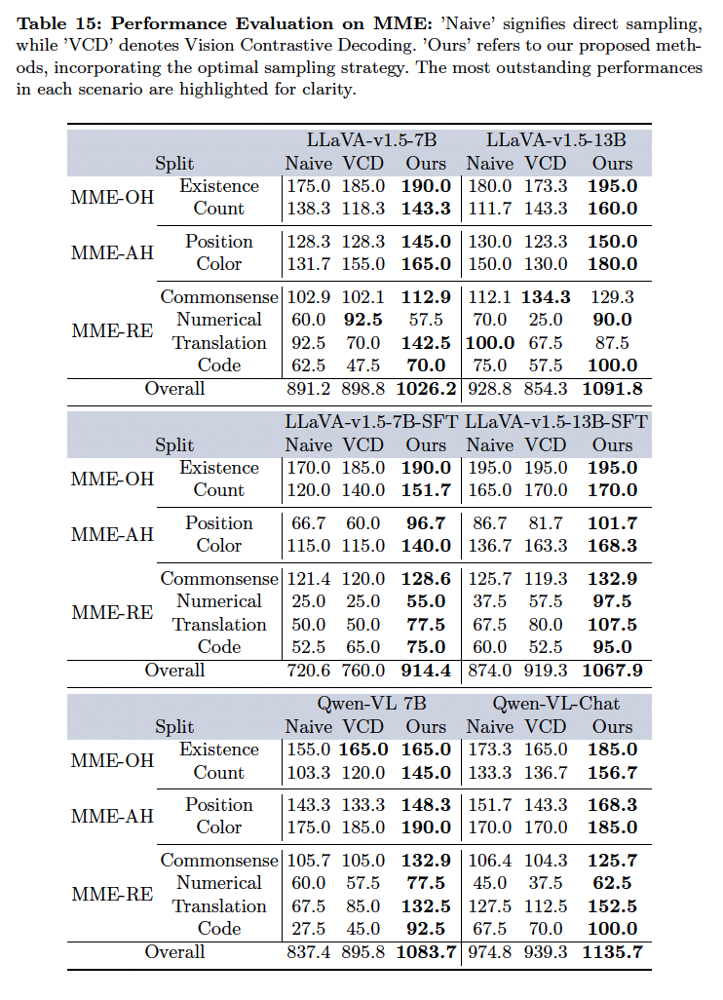 Table 15: Performance Evaluation on MME: 'Naive' signifies direct sampling,
while 'VCD' denotes Vision Contrastive Decoding. 'Ours' refers to our proposed meth-
ods, incorporating the optimal sampling strategy. The most outstanding performances
in each scenario are highlighted for clarity.
LLaVA-v1.5-7B LLaVA-v1.5-13B
Split Naive VCD Ours Naive VCD Ours
MME-OH
Existence 175.0 185.0 190.0 180.0 173.3 195.0
Count 138.3 118.3 143.3 111.7 143.3 160.0
MME-AH
Position 128.3 128.3 145.0 130.0 123.3 150.0
Color 131.7 155.0 165.0 150.0 130.0 180.0
MME-RE
Commonsense 102.9 102.1 112.9 112.1 134.3 129.3
Numerical 60.0 92.5 57.5 70.0 25.0 90.0
Translation 92.5 70.0 142.5 100.0 67.5 87.5
Code 62.5 47.5 70.0 75.0 57.5 100.0
Overall 891.2 898.8 1026.2 928.8 854.3 1091.8
LLaVA-v1.5-7B-SFT LLaVA-v1.5-13B-SFT
Split Naive VCD Ours Naive VCD Ours
MME-OH
Existence 170.0 185.0 190.0 195.0 195.0 195.0
Count 120.0 140.0 151.7 165.0 170.0 170.0
MME-AH
Position 66.7 60.0 96.7 86.7 81.7 101.7
Color 115.0 115.0 140.0 136.7 163.3 168.3
MME-RE
Commonsense 121.4 120.0 128.6 125.7 119.3 132.9
Numerical 25.0 25.0 55.0 37.5 57.5 97.5
Translation 50.0 50.0 77.5 67.5 80.0 107.5
Code 52.5 65.0 75.0 60.0 52.5 95.0
Overall 720.6 760.0 914.4 874.0 919.3 1067.9
Qwen-VL 7B Qwen-VL-Chat
Split Naive VCD Ours Naive VCD Ours
MME-OH
Existence 155.0 165.0 165.0 173.3 165.0 185.0
Count 103.3 120.0 145.0 133.3 136.7 156.7
MME-AH
Position 143.3 133.3 148.3 151.7 143.3 168.3
Color 175.0 185.0 190.0 170.0 170.0 185.0
MME-RE
Commonsense 105.7 105.0 132.9 106.4 104.3 125.7
Numerical 60.0 57.5 77.5 45.0 37.5 62.5
Translation 67.5 85.0 132.5 127.5 112.5 152.5
Code 27.5 45.0 92.5 67.5 70.0 100.0
Overall 837.4 895.8 1083.7 974.8 939.3 1135.7